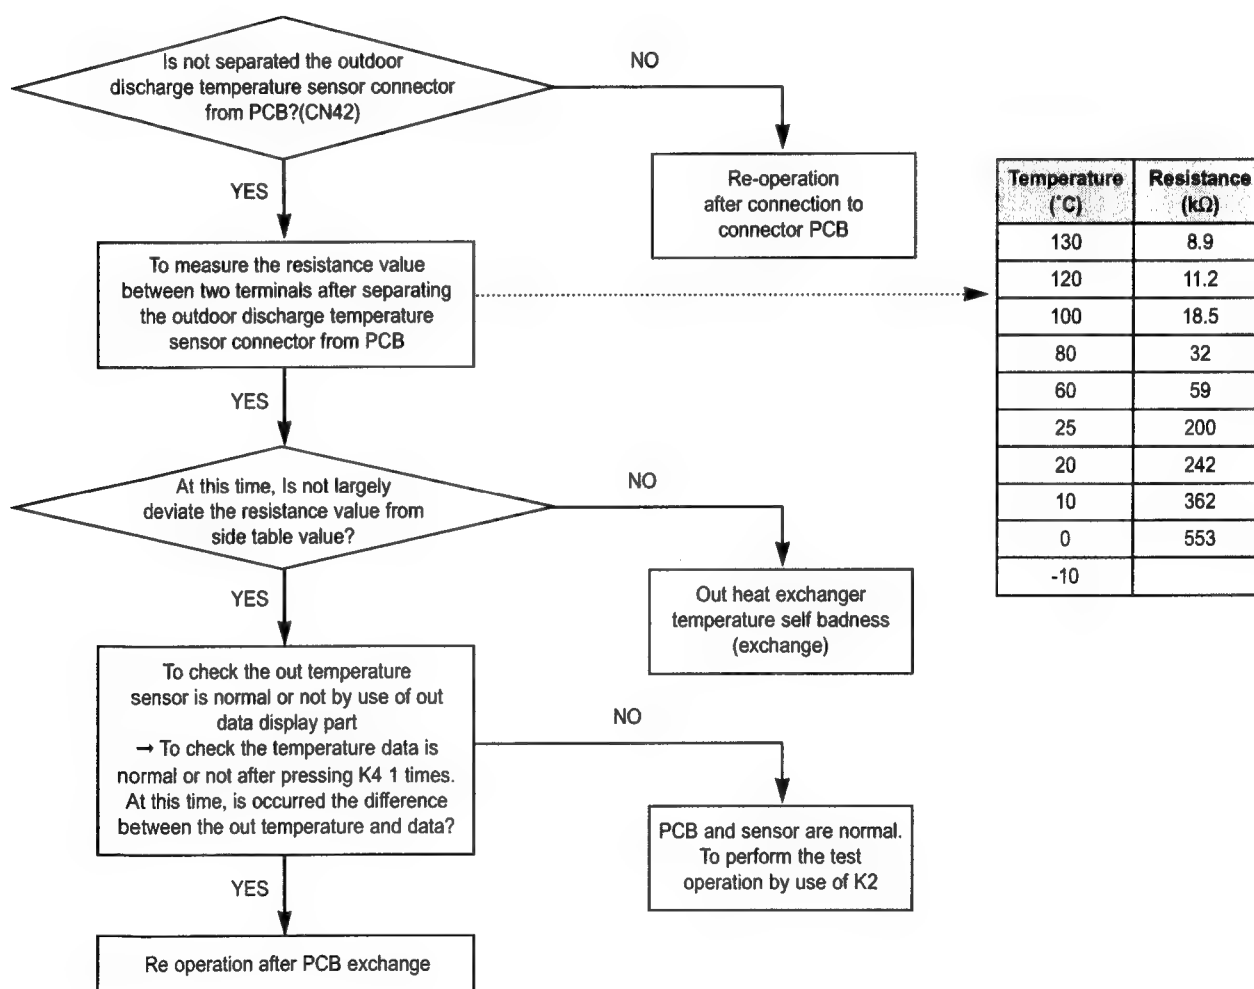 Is not separated the outdoor
discharge temperature sensor connector
from PCB?(CN42)
NO
YES
Re-operation
after connection to
connector PCB
To measure the resistance value
between two terminals after separating
the outdoor discharge temperature
sensor connector from PCB
YES
At this time, Is not largely
deviate the resistance value from
side table value?
NO
YES
Out heat exchanger
temperature self badness
(exchange)
To check the out temperature
sensor is normal or not by use of out
data display part
→ To check the temperature data is
normal or not after pressing K4 1 times.
At this time, is occurred the difference
between the out temperature and data?
NO
YES
PCB and sensor are normal.
To perform the test
operation by use of K2
Re operation after PCB exchange
Temperature Resistance
(˚C) (kΩ)
130 8.9
120 11.2
100 18.5
80 32
60 59
25 200
20 242
10 362
0 553
-10